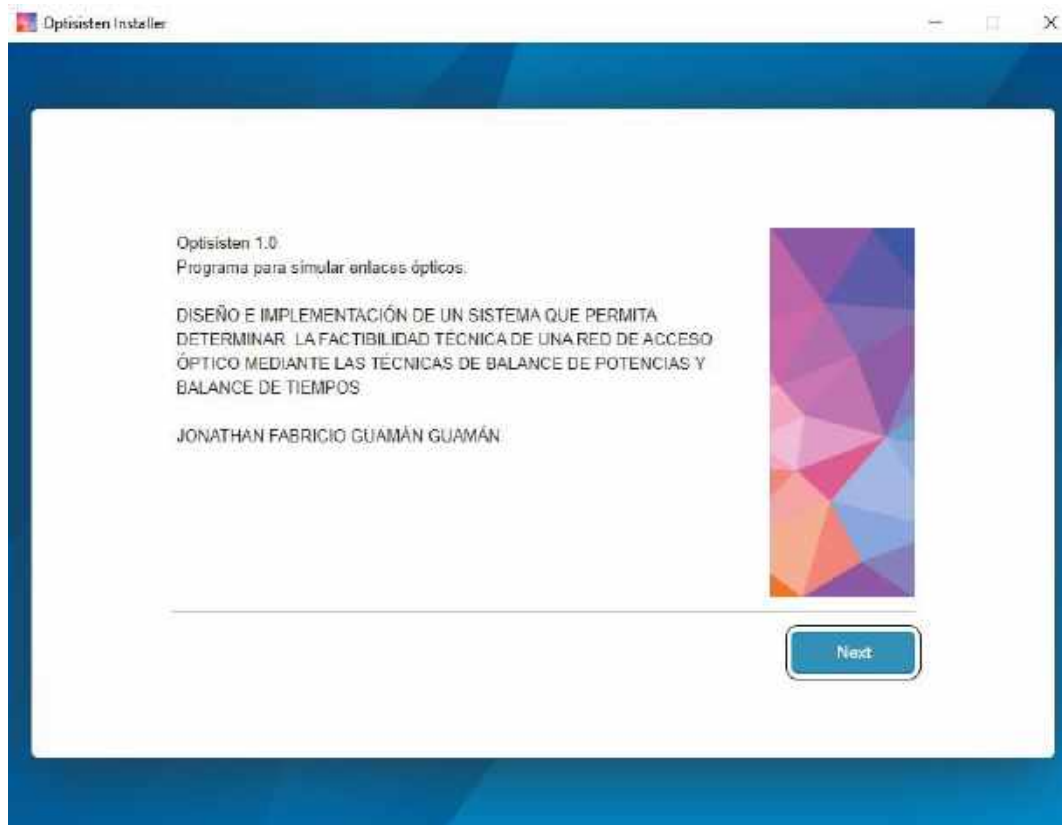 Optisisten Installer
Optisisten 1.0
Programa para simular enlaces ópticos.
DISEÑO E IMPLEMENTACIÓN DE UN SISTEMA QUE PERMITA
DETERMINAR LA FACTIBILIDAD TÉCNICA DE UNA RED DE ACCESO
ÓPTICO MEDIANTE LAS TÉCNICAS DE BALANCE DE POTENCIAS Y
BALANCE DE TIEMPOS
JONATHAN FABRICIO GUAMÁN GUAMÁN
Next